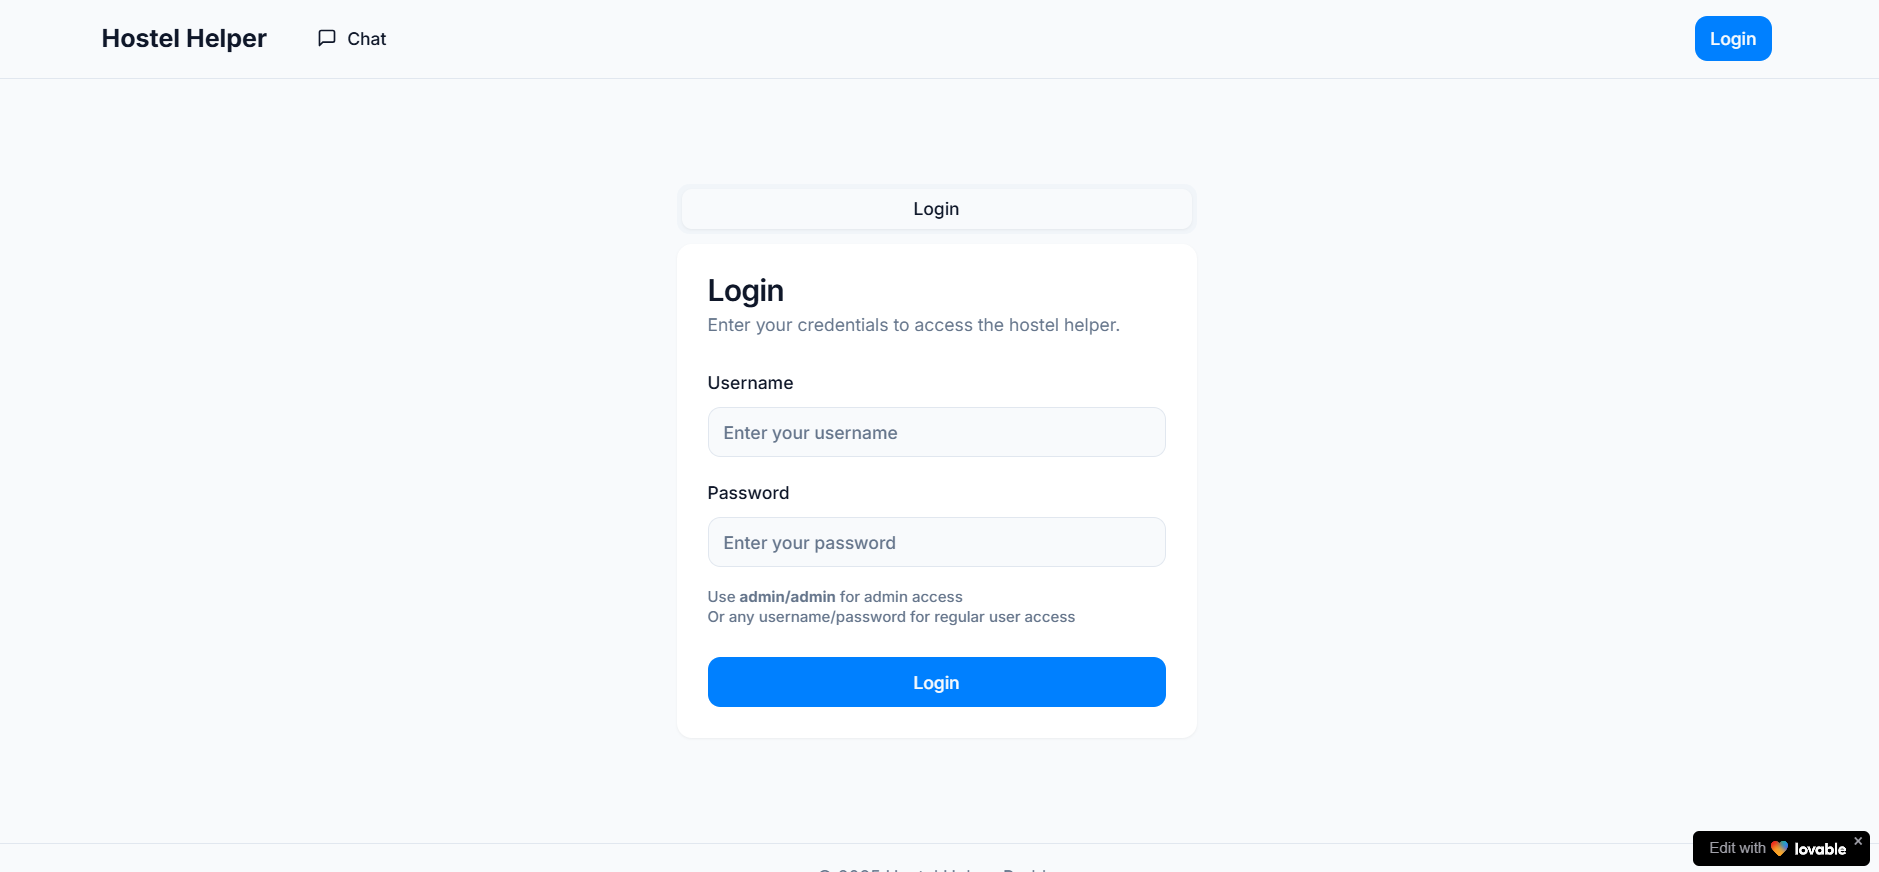 Hostel Helper
Chat
Login
Login
Login
Enter your credentials to access the hostel helper.
Username
Enter your username
Password
Enter your password
Use admin/admin for admin access
Or any username/password for regular user access
Login
Edit with lovable
×